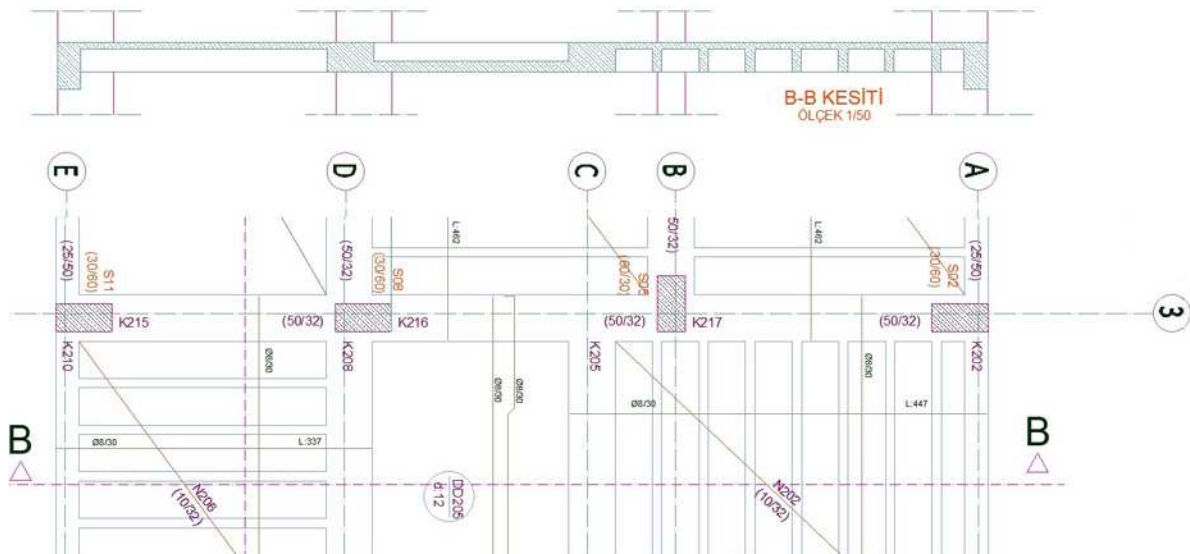 B-B KESİTİ
ÖLÇEK 1/50
E
D
C
B
A
3
(25/50)
(30/60)
S11
(50/32)
(30/60)
S08
L:462
(60/30)
50/32)
L:462
(30/60)
S02
(25/50)
K215
(50/32)
K216
(50/32)
K217
(50/32)
K210
K208
K205
K202
Ø8/30
Ø8/30
Ø8/30
Ø8/30
Ø8/30
L:447
Ø8/30
L:337
B
B
N206
(10/32)
DD205
d:12
N202
(10/32)